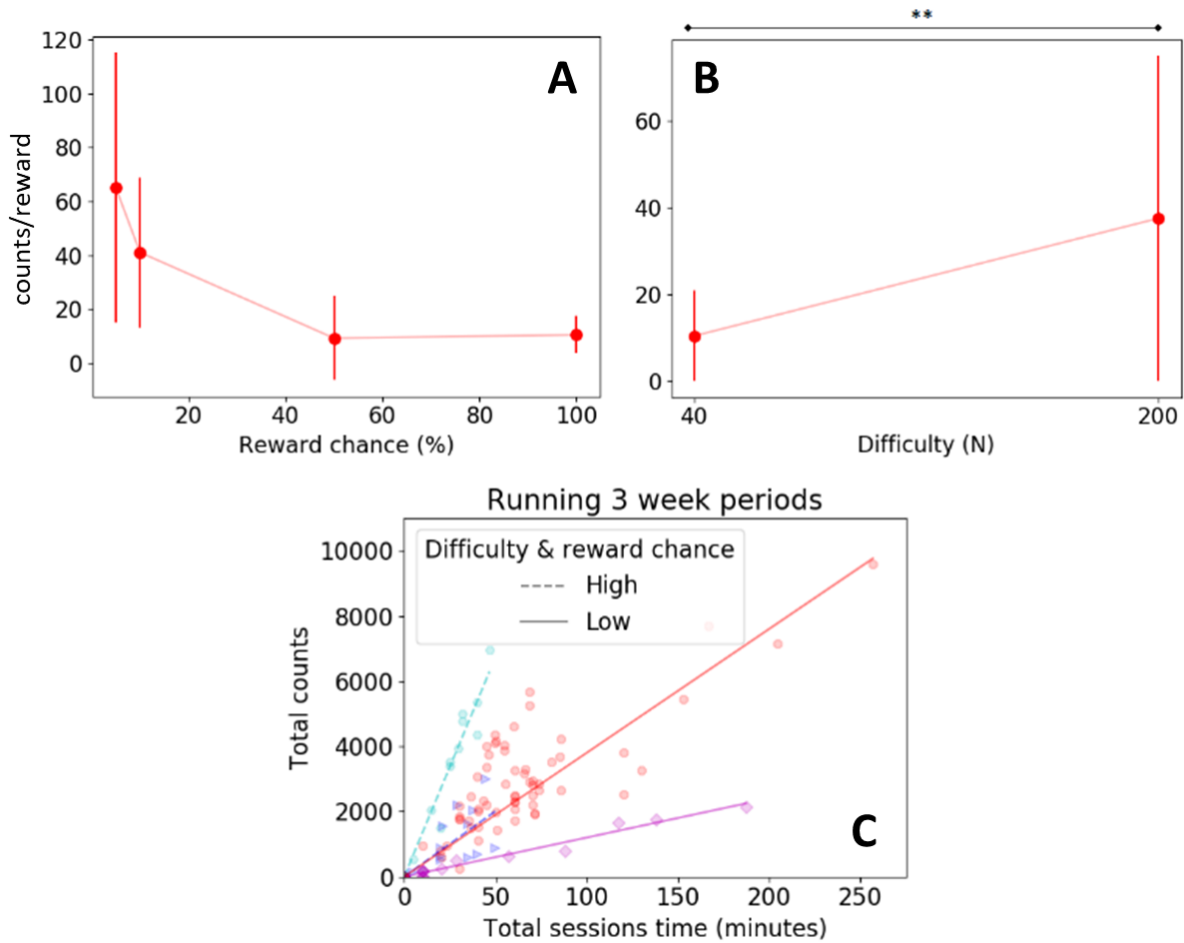 **
120
100
80
60
40
20
0
counts/reward
A
20 40 60 80 100
Reward chance (%)
B
60
40
20
0
40 200
Difficulty (N)
Running 3 week periods
Difficulty & reward chance
High
Low
10000
8000
6000
4000
2000
0
Total counts
C
0 50 100 150 200 250
Total sessions time (minutes)